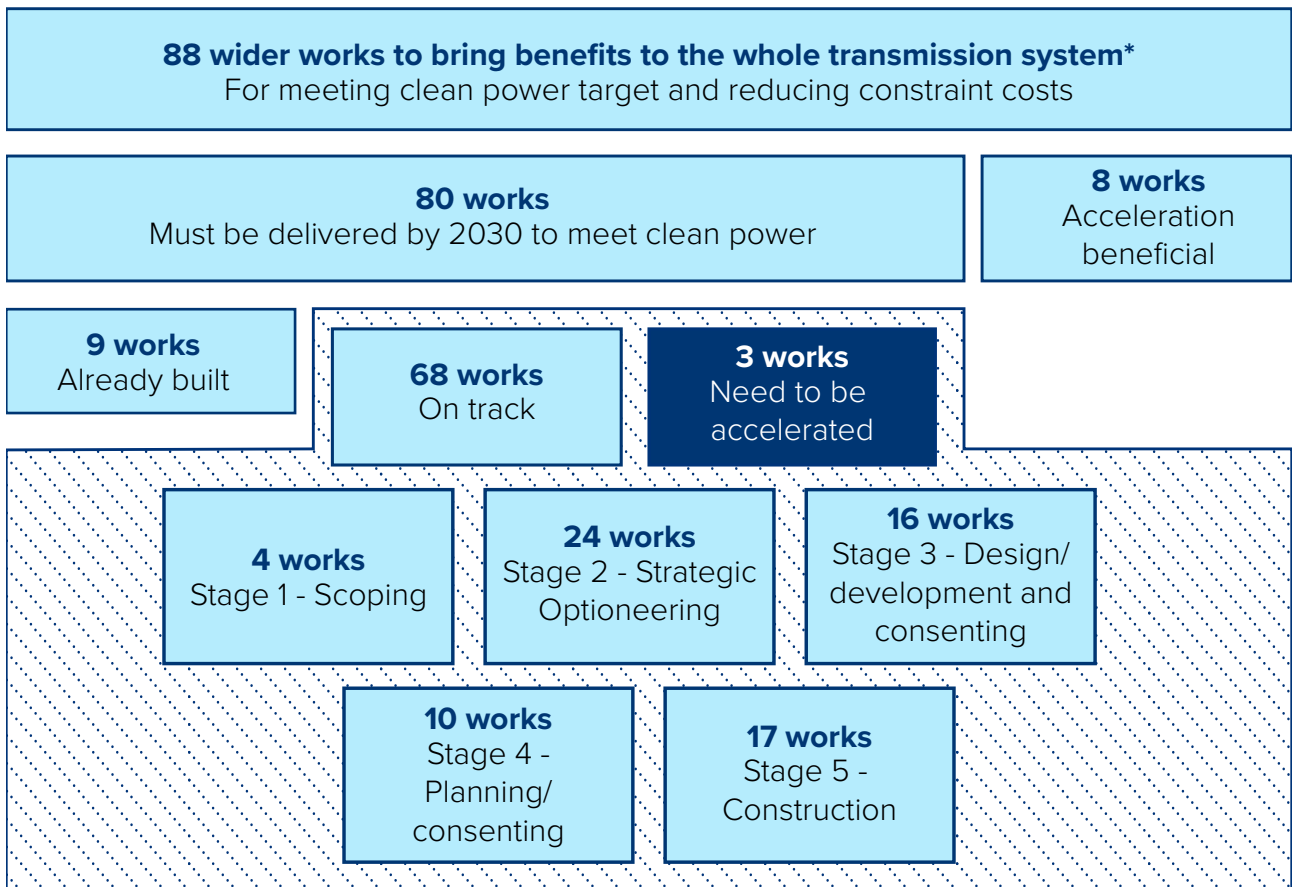 88 wider works to bring benefits to the whole transmission system*
For meeting clean power target and reducing constraint costs
80 works
Must be delivered by 2030 to meet clean power
8 works
Acceleration
beneficial
9 works
Already built
68 works
On track
3 works
Need to be
accelerated
4 works
Stage 1 - Scoping
24 works
Stage 2 - Strategic
Optioneering
16 works
Stage 3 - Design/
development and
consenting
10 works
Stage 4 -
Planning/
consenting
17 works
Stage 5 -
Construction